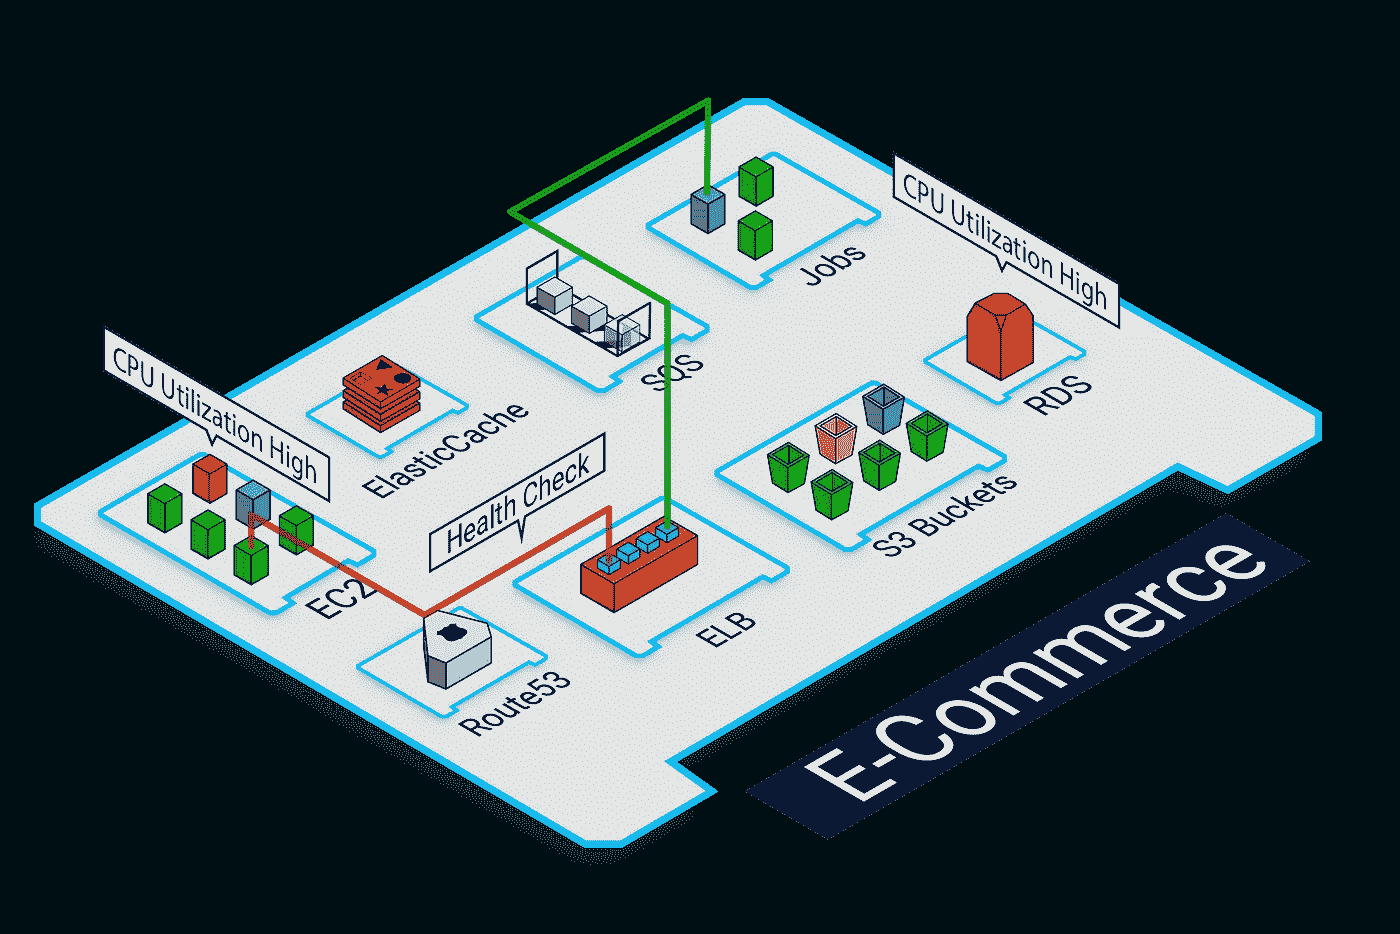 CPU Utilization High
Jobs
CPU Utilization High
SQS
RDS
ElasticCache
Health Check
S3 Buckets
EC2
ELB
Route53
E-Commerce